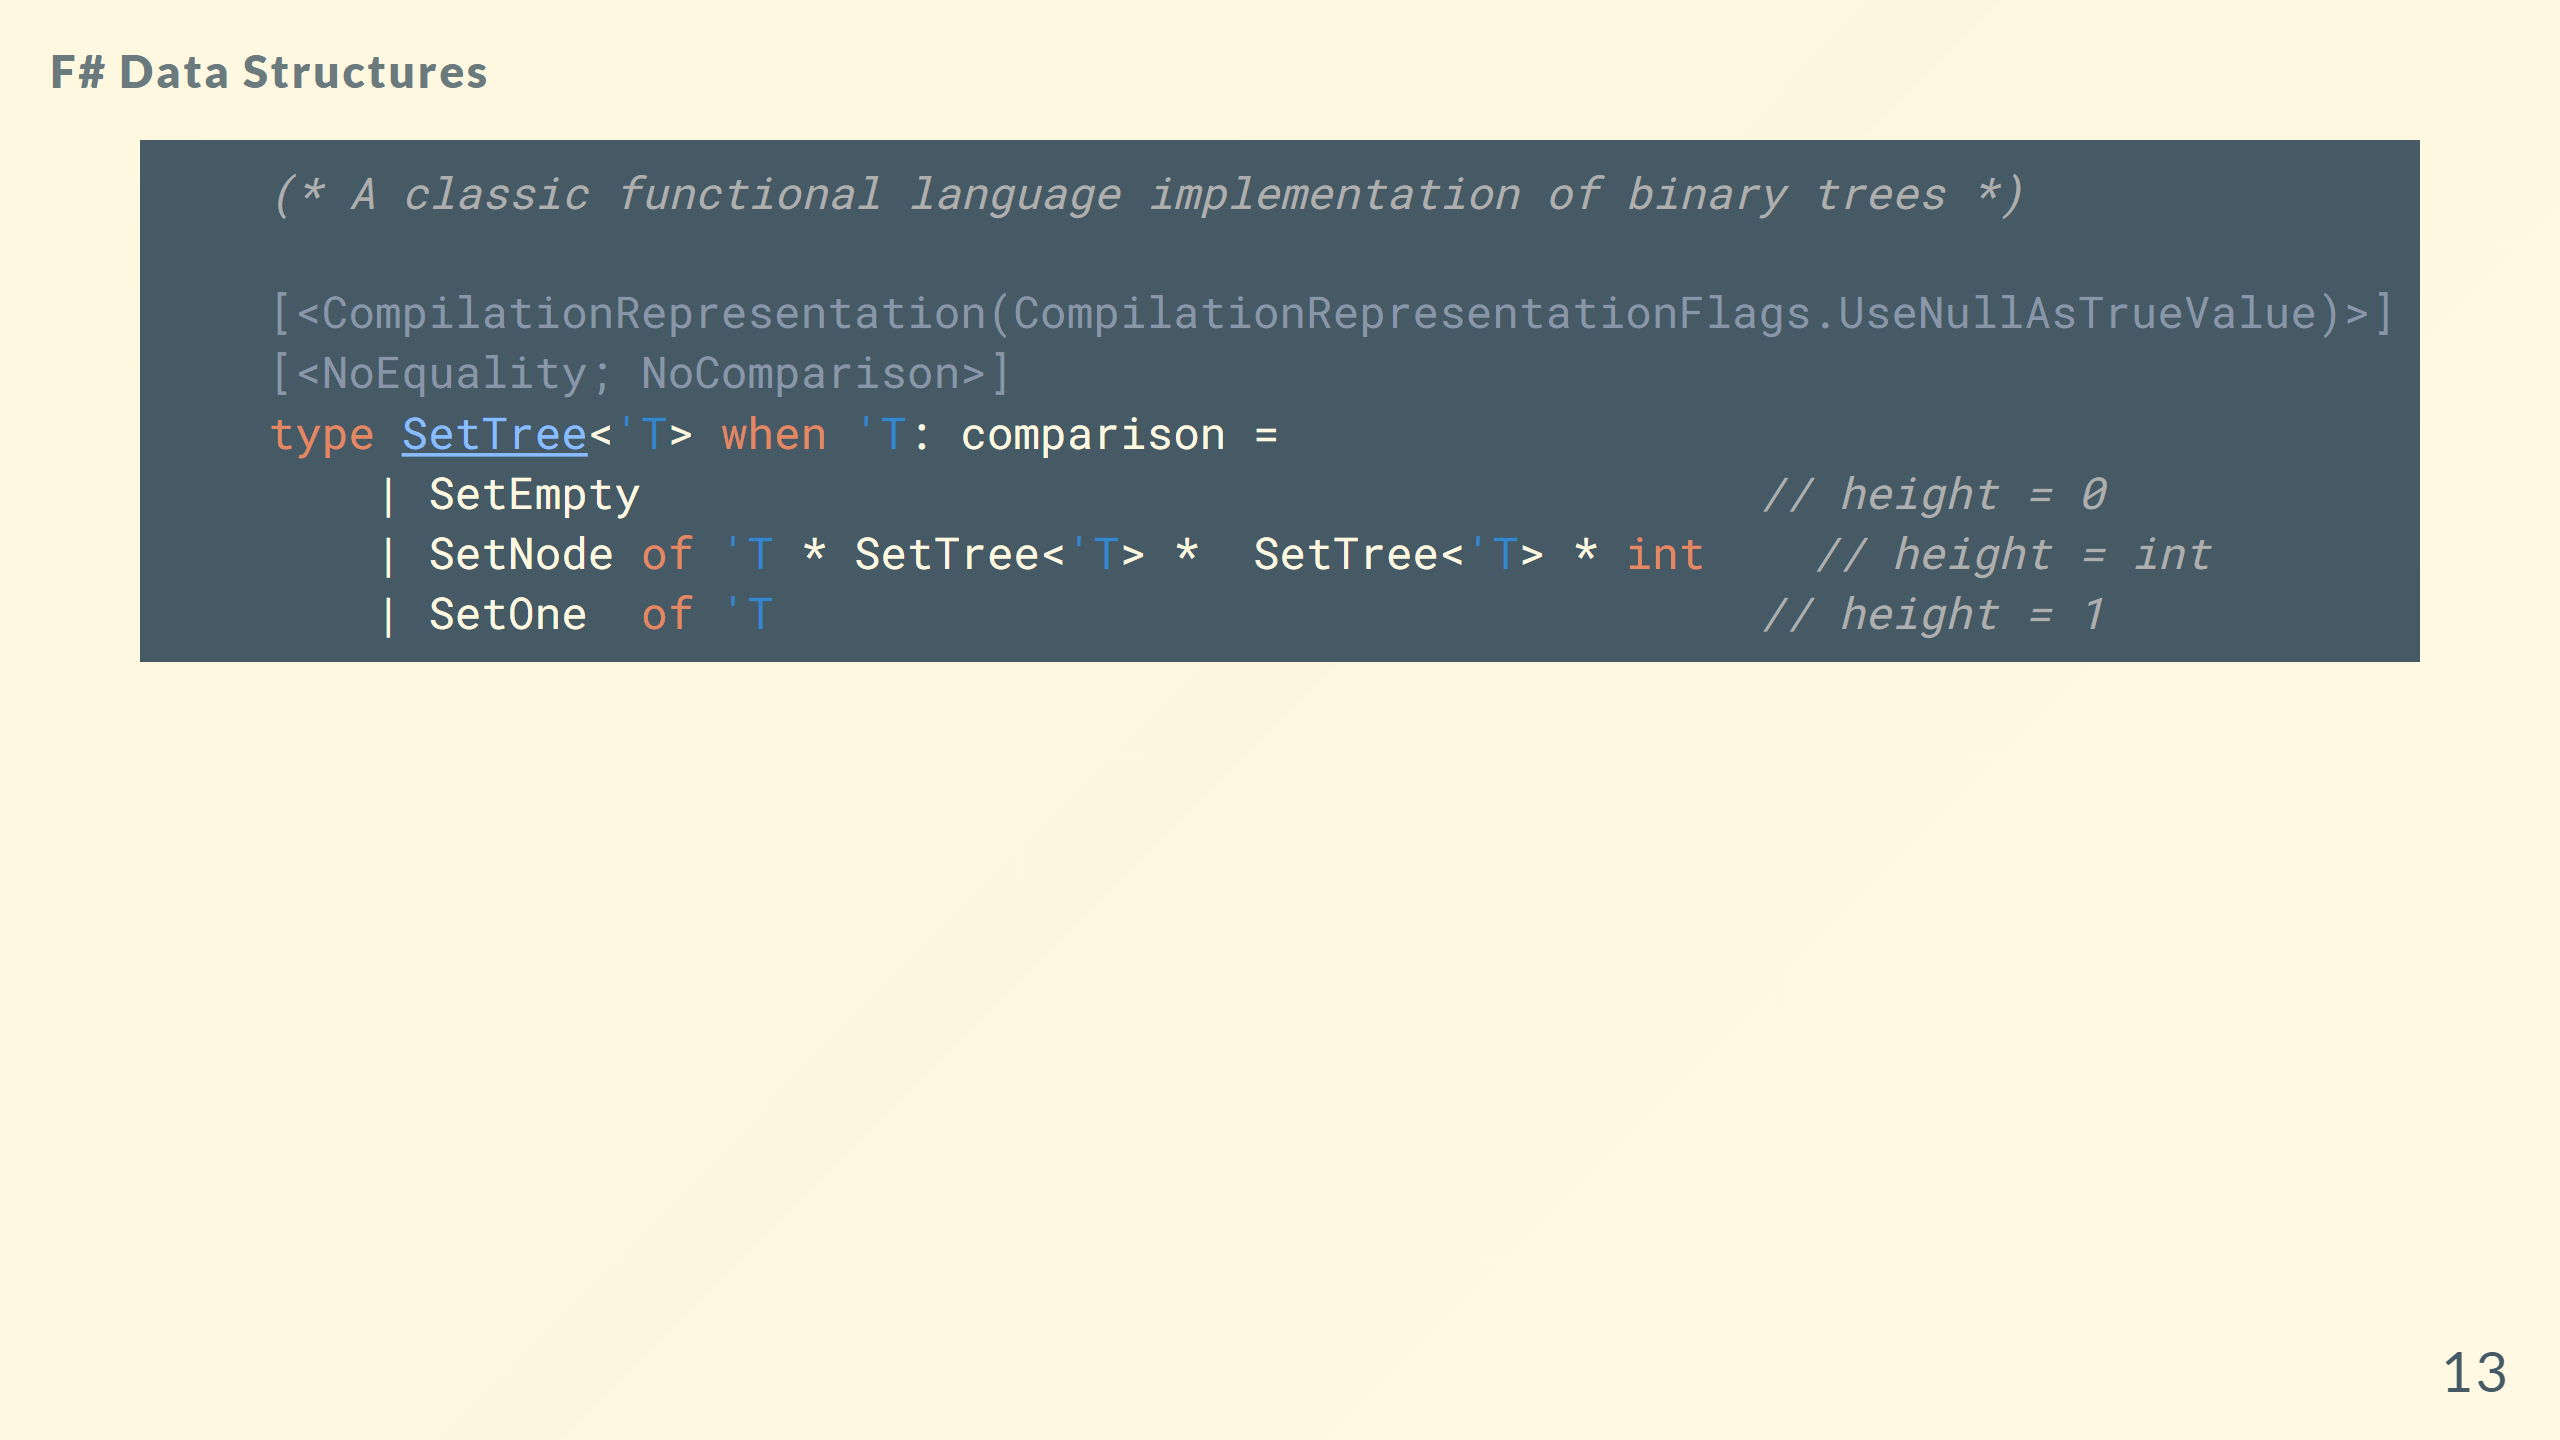 F# Data Structures
(* A classic functional language implementation of binary trees *)
[<CompilationRepresentation(CompilationRepresentationFlags.UseNullAsTrueValue)>]
[<NoEquality; NoComparison>]
type SetTree<'T> when 'T: comparison =
    | SetEmpty                                          // height = 0
    | SetNode of 'T * SetTree<'T> *  SetTree<'T> * int    // height = int
    | SetOne  of 'T                                     // height = 1
13